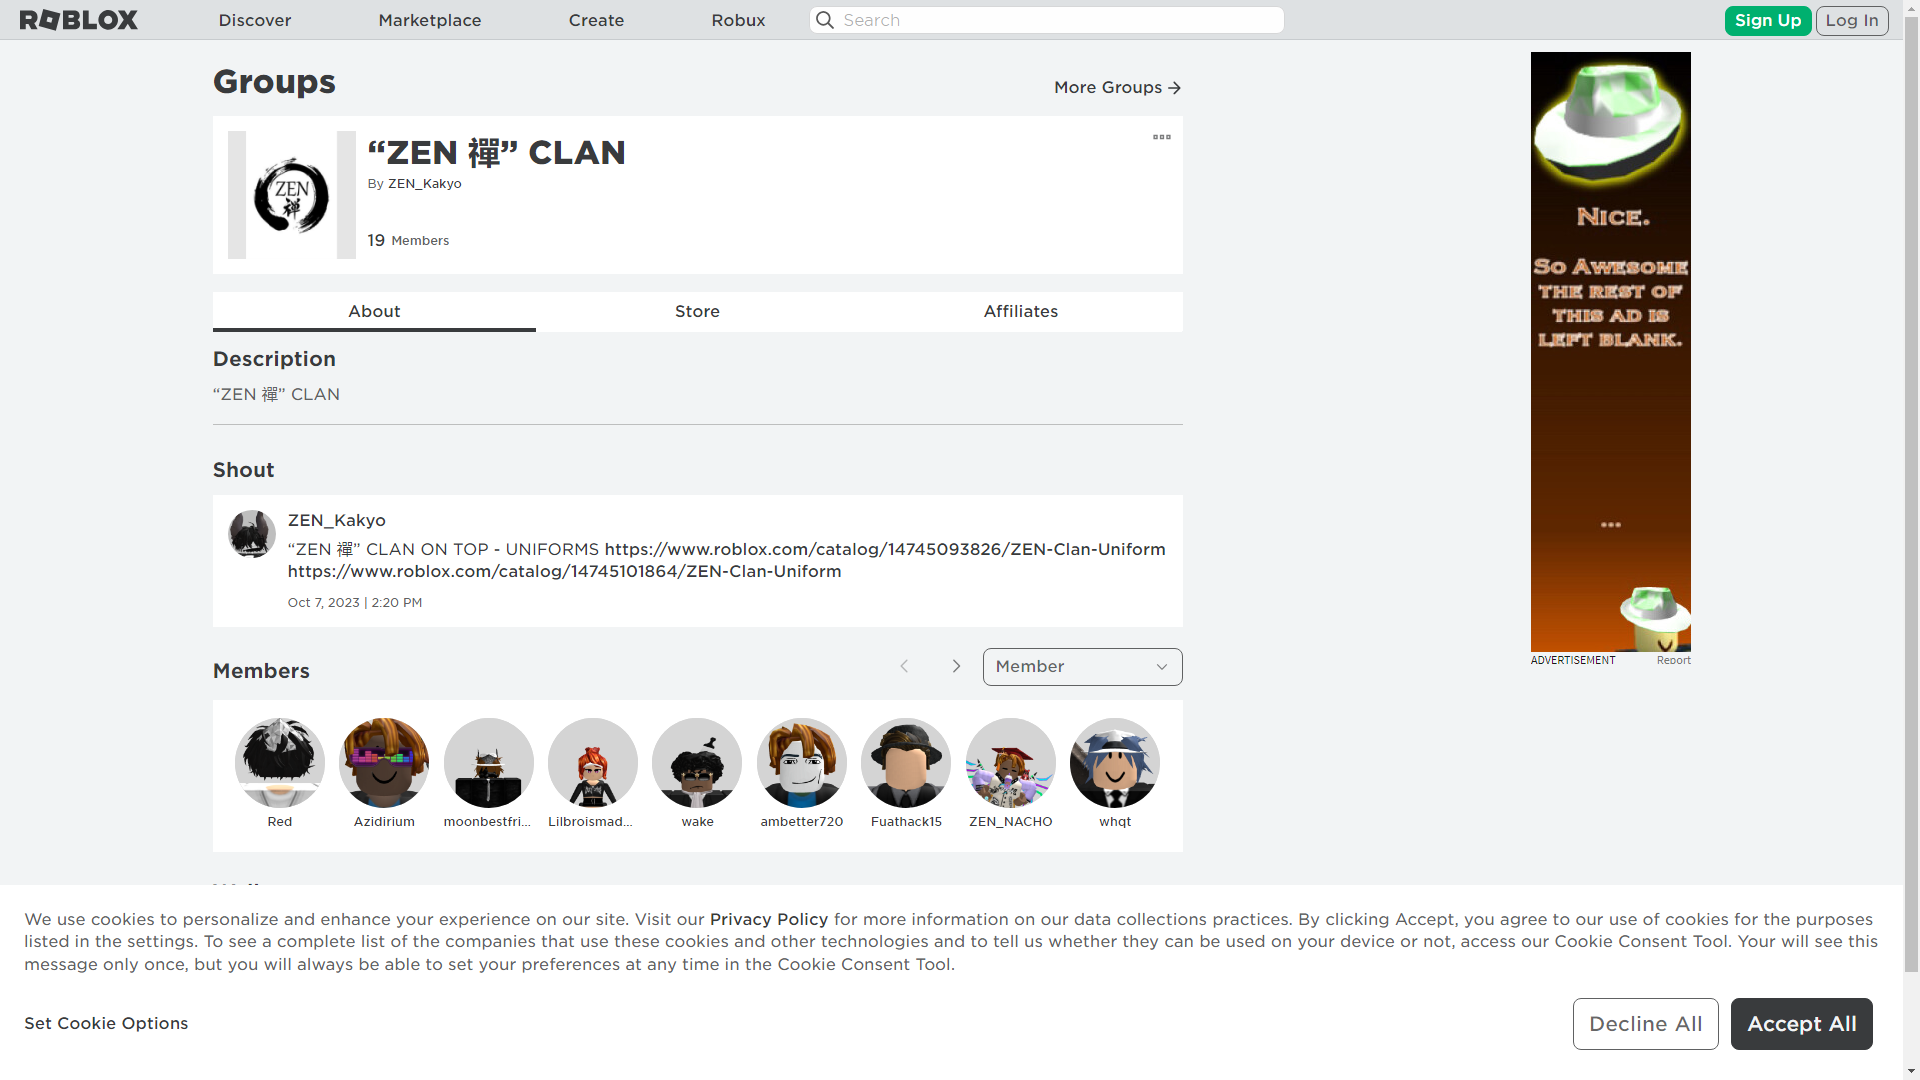 ROBLOX
Discover
Marketplace
Create
Robux
Search
Sign Up
Log In
Groups
More Groups
ZEN
禅
“ZEN 禪” CLAN
By ZEN_Kakyo
19 Members
About
Store
Affiliates
Description
“ZEN 禪” CLAN
Shout
ZEN_Kakyo
“ZEN 禪” CLAN ON TOP - UNIFORMS https://www.roblox.com/catalog/14745093826/ZEN-Clan-Uniform
https://www.roblox.com/catalog/14745101864/ZEN-Clan-Uniform
Oct 7, 2023 | 2:20 PM
Members
Member
Red
Azidirium
moonbestfri...
Lilbroismad...
wake
ambetter720
Fuathack15
ZEN_NACHO
whqt
Nice.
So Awesome
the rest of
this ad is
left blank.
...
ADVERTISEMENT
Report
We use cookies to personalize and enhance your experience on our site. Visit our Privacy Policy for more information on our data collections practices. By clicking Accept, you agree to our use of cookies for the purposes
listed in the settings. To see a complete list of the companies that use these cookies and other technologies and to tell us whether they can be used on your device or not, access our Cookie Consent Tool. Your will see this
message only once, but you will always be able to set your preferences at any time in the Cookie Consent Tool.
Set Cookie Options
Decline All
Accept All